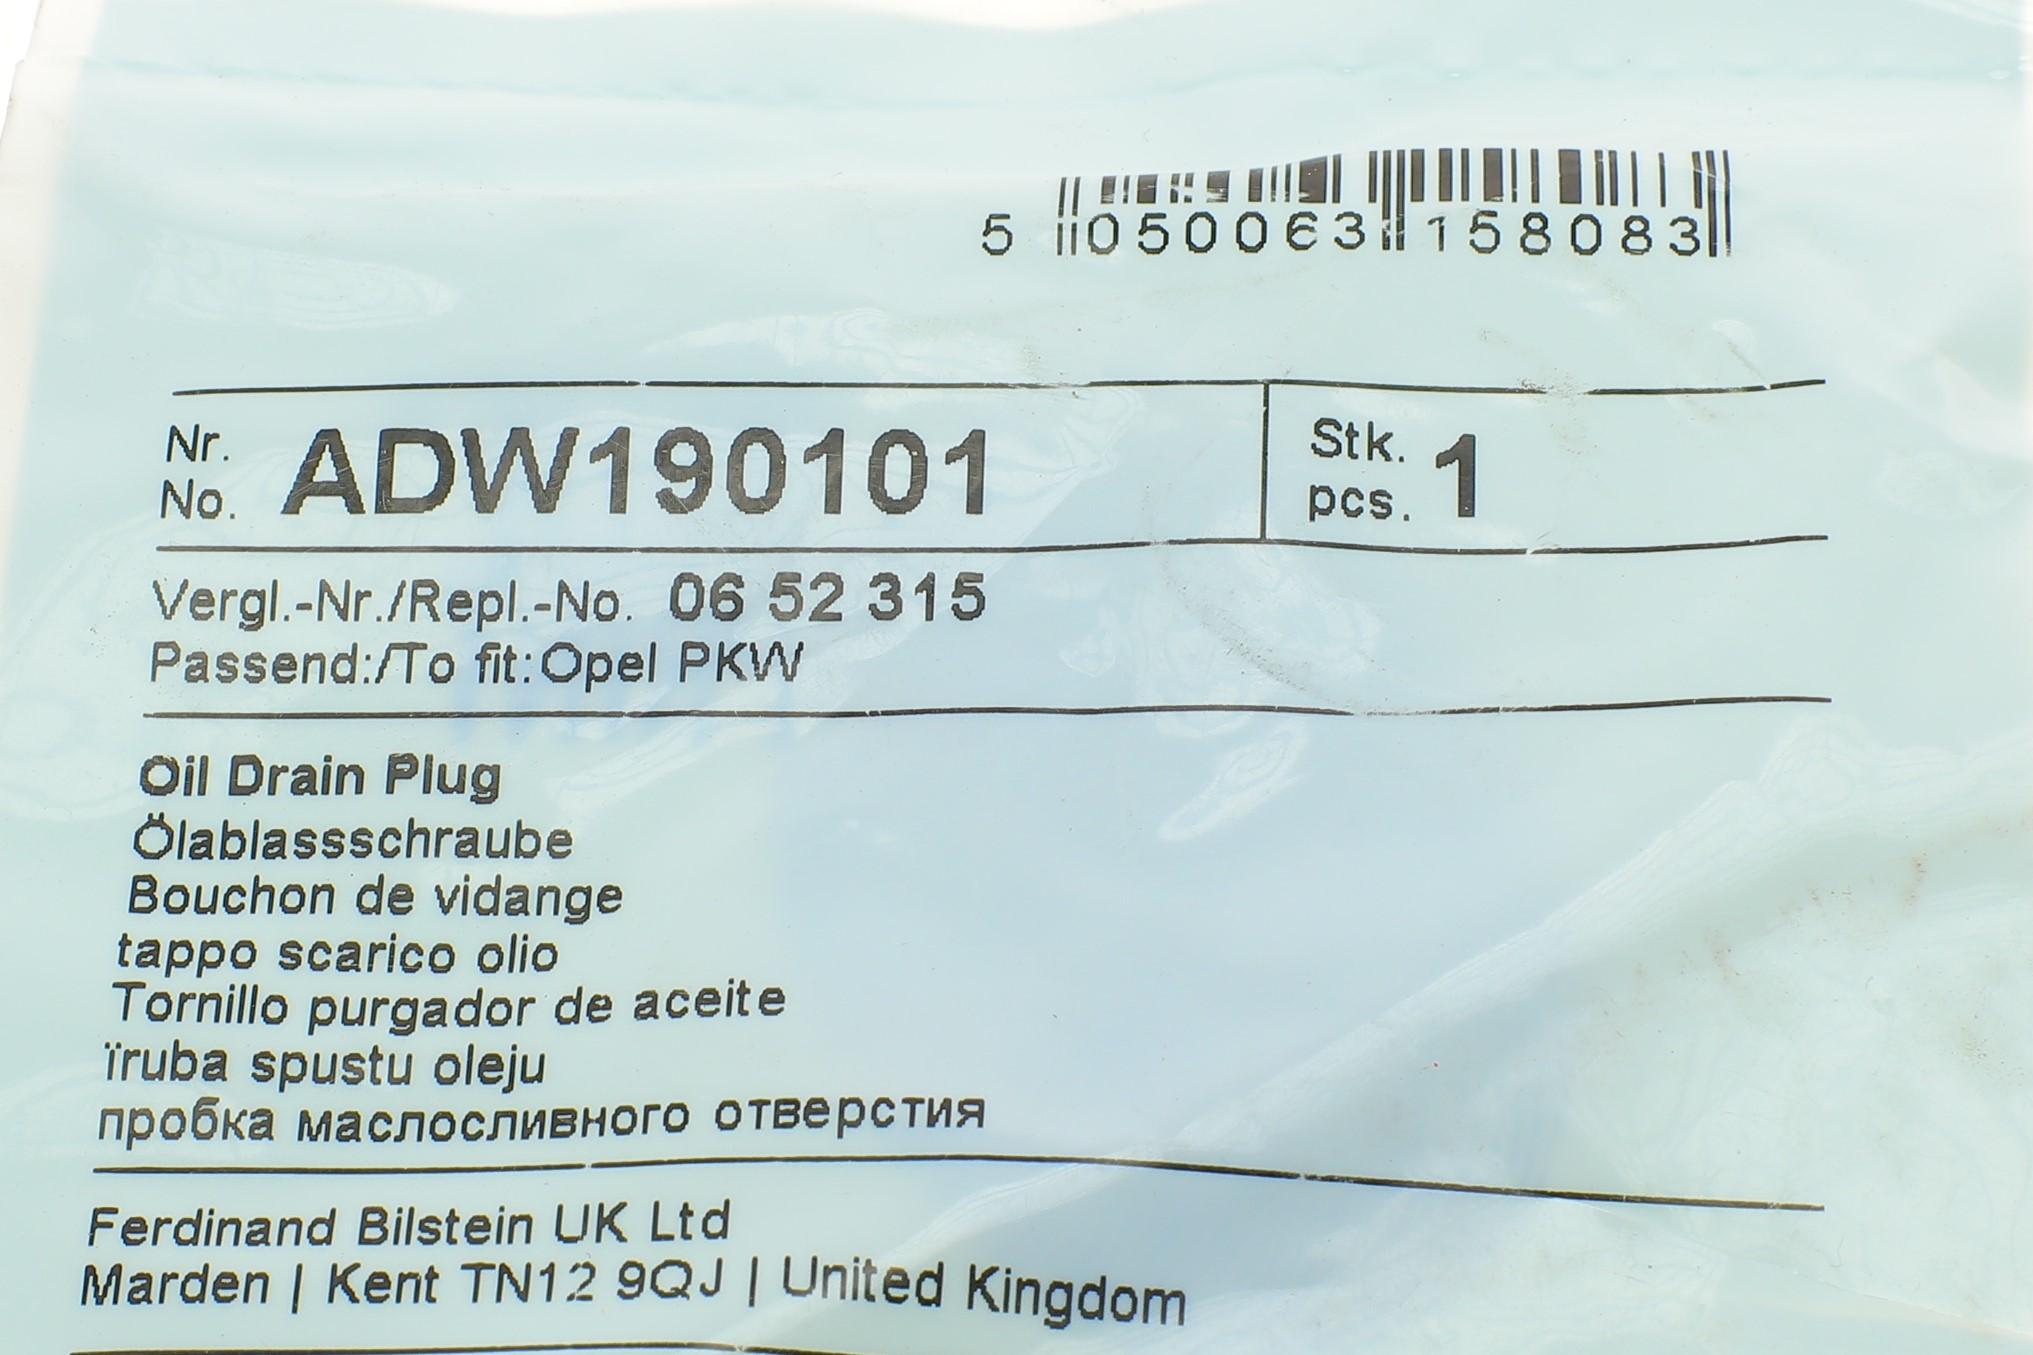 5 050063 158083
Nr. No. ADW190101 Stk. pcs. 1
Vergl.-Nr./Repl.-No. 06 52 315
Passend:/To fit:Opel PKW
Oil Drain Plug
Ölablassschraube
Bouchon de vidange
tappo scarico olio
Tornillo purgador de aceite
ïruba spustu oleju
пробка маслосливного отверстия
Ferdinand Bilstein UK Ltd
Marden | Kent TN12 9QJ | United Kingdom